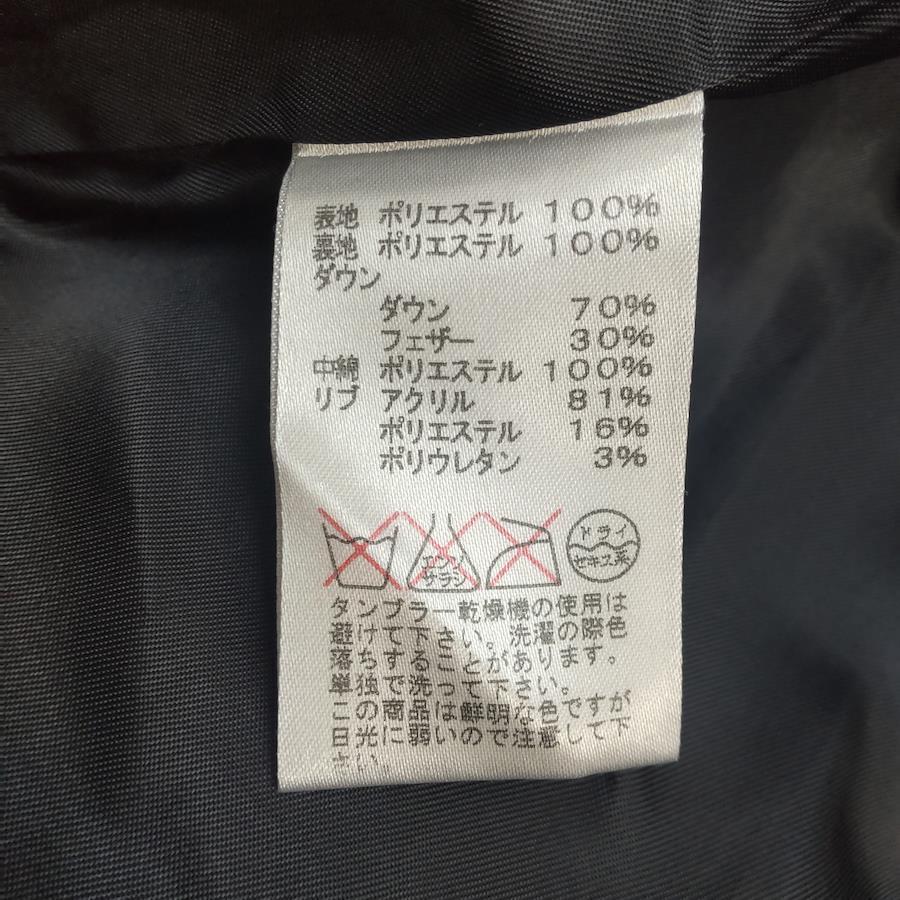 表地 ポリエステル 100%
裏地 ポリエステル 100%
ダウン
ダウン 70%
フェザー 30%
中綿 ポリエステル 100%
リブ アクリル 81%
ポリエステル 16%
ポリウレタン 3%
エンソ
サラシ
ドライ
セキユ系
タンブラー乾燥機の使用は
避けて下さい。洗濯の際色
落ちすることがあります。
単独で洗って下さい。
この商品は鮮明な色ですが
日光に弱いので注意して下
さい。